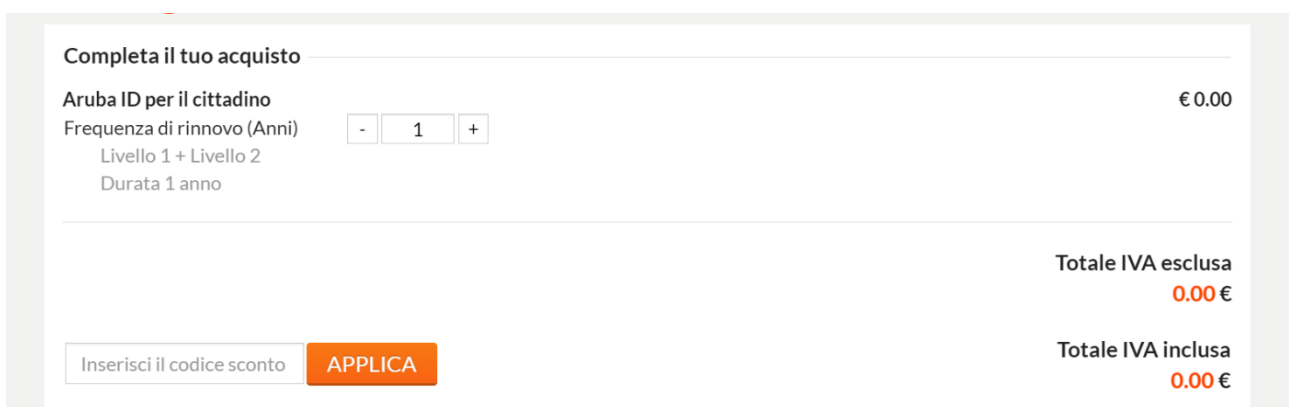 Completa il tuo acquisto
Aruba ID per il cittadino € 0.00
Frequenza di rinnovo (Anni) - 1 +
Livello 1 + Livello 2
Durata 1 anno
Totale IVA esclusa
0.00 €
Inserisci il codice sconto APPLICA
Totale IVA inclusa
0.00 €